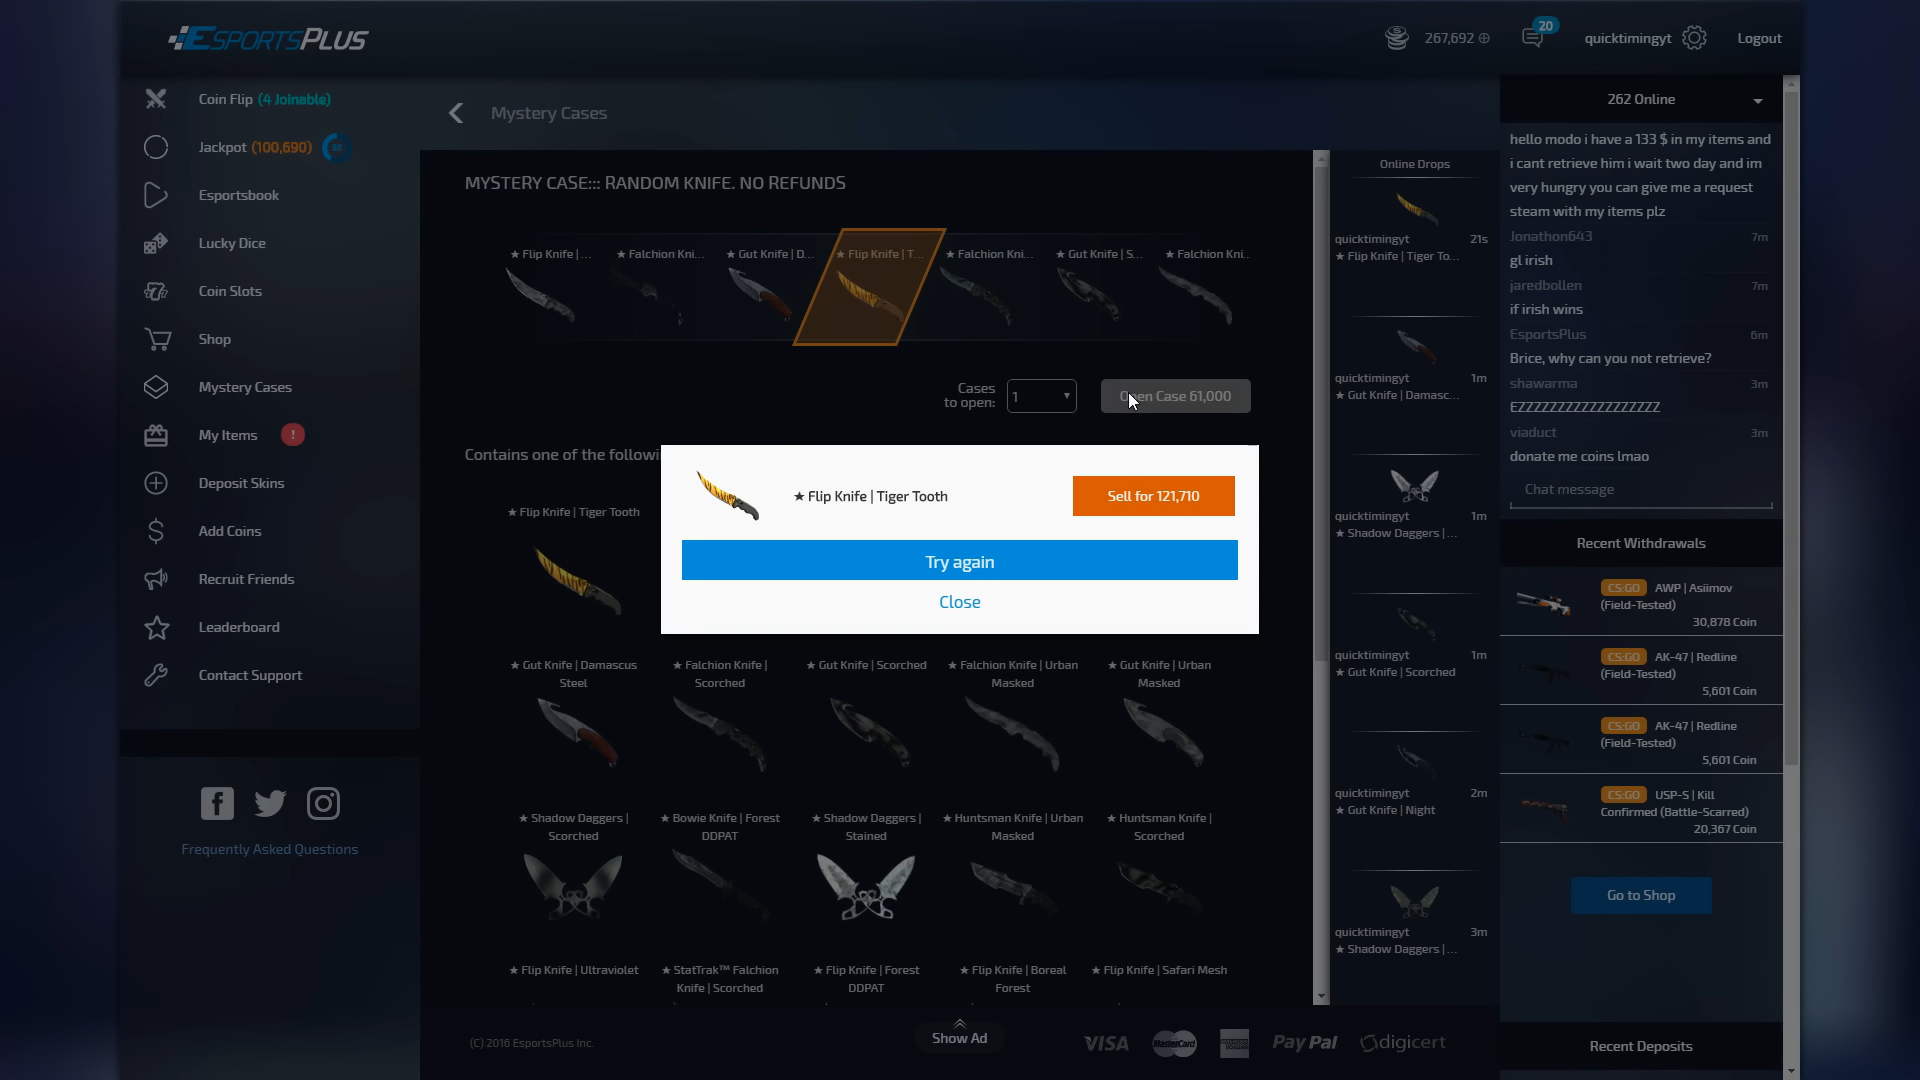 ESPORTSPLUS
267,692
20
quicktimingyt
Logout
Coin Flip (4 Joinable)
Jackpot (100,690)
Esportsbook
Lucky Dice
Coin Slots
Shop
Mystery Cases
My Items !
Deposit Skins
Add Coins
Recruit Friends
Leaderboard
Contact Support
Frequently Asked Questions
Mystery Cases
MYSTERY CASE::: RANDOM KNIFE. NO REFUNDS
★ Flip Knife | ...
★ Falchion Kni...
★ Gut Knife | D...
★ Flip Knife | T...
★ Falchion Kni...
★ Gut Knife | S...
★ Falchion Kni...
Cases
to open:
1
Open Case 61,000
Contains one of the followi
★ Flip Knife | Tiger Tooth
★ Flip Knife | Tiger Tooth
Sell for 121,710
Try again
Close
★ Gut Knife | Damascus
Steel
★ Falchion Knife |
Scorched
★ Gut Knife | Scorched
★ Falchion Knife | Urban
Masked
★ Gut Knife | Urban
Masked
★ Shadow Daggers |
Scorched
★ Bowie Knife | Forest
DDPAT
★ Shadow Daggers |
Stained
★ Huntsman Knife | Urban
Masked
★ Huntsman Knife |
Scorched
★ Flip Knife | Ultraviolet
★ StatTrak™ Falchion
Knife | Scorched
★ Flip Knife | Forest
DDPAT
★ Flip Knife | Boreal
Forest
★ Flip Knife | Safari Mesh
Online Drops
quicktimingyt 21s
★ Flip Knife | Tiger To...
quicktimingyt 1m
★ Gut Knife | Damasc...
quicktimingyt 1m
★ Shadow Daggers | ...
quicktimingyt 1m
★ Gut Knife | Scorched
quicktimingyt 2m
★ Gut Knife | Night
quicktimingyt 3m
★ Shadow Daggers | ...
262 Online
hello modo i have a 133 $ in my items and
i cant retrieve him i wait two day and im
very hungry you can give me a request
steam with my items plz
Jonathon643 7m
gl irish
jaredbollen 7m
if irish wins
EsportsPlus 6m
Brice, why can you not retrieve?
shawarma 3m
EZZZZZZZZZZZZZZZZZZZ
viaduct 3m
donate me coins lmao
Chat message
Recent Withdrawals
CS:GO AWP | Asiimov
(Field-Tested)
30,878 Coin
CS:GO AK-47 | Redline
(Field-Tested)
5,601 Coin
CS:GO AK-47 | Redline
(Field-Tested)
5,601 Coin
CS:GO USP-S | Kill
Confirmed (Battle-Scarred)
20,367 Coin
Go to Shop
Recent Deposits
(C) 2016 EsportsPlus Inc.
Show Ad
VISA
MasterCard
PayPal
digicert